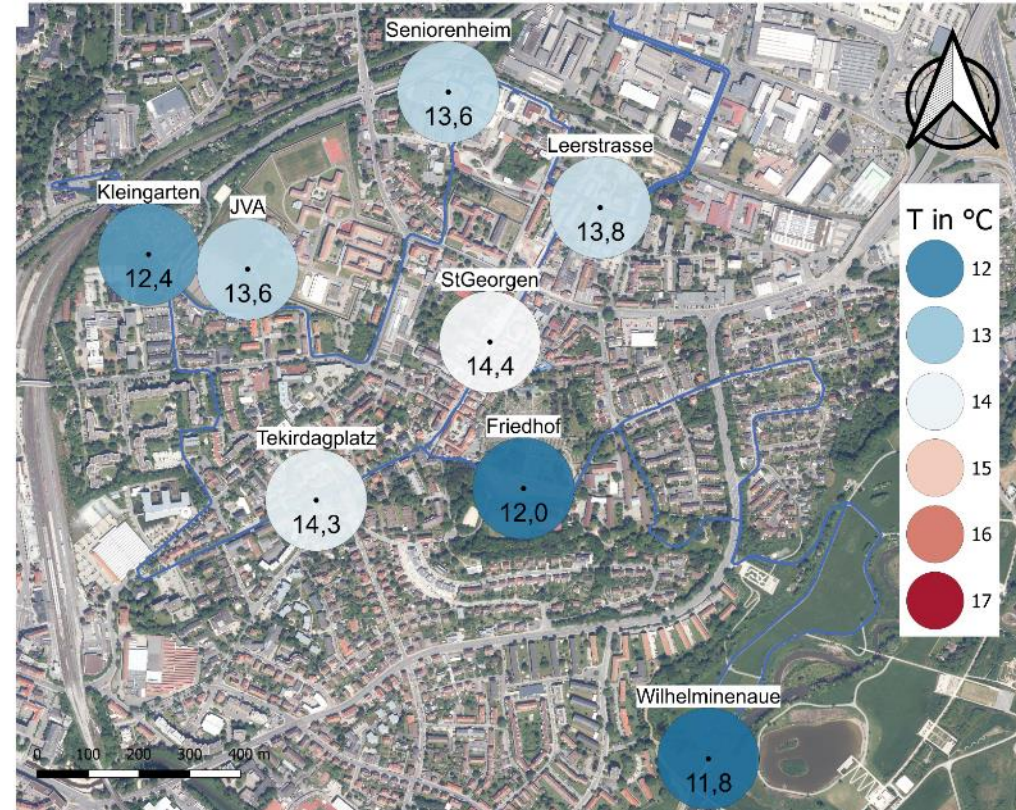 Seniorenheim
13,6
Leerstrasse
13,8
Kleingarten
12,4
JVA
13,6
StGeorgen
14,4
Tekirdagplatz
14,3
Friedhof
12,0
Wilhelminenaue
11,8
T in °C
12
13
14
15
16
17
0 100 200 300 400 m